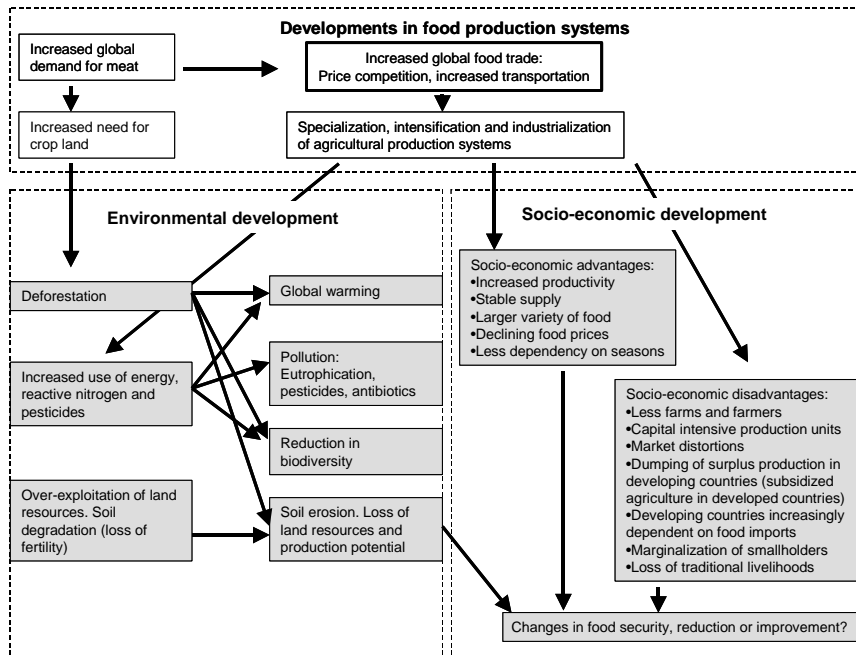 Developments in food production systems
Increased global
demand for meat
Increased global food trade:
Price competition, increased transportation
Increased need for
crop land
Specialization, intensification and industrialization
of agricultural production systems
Environmental development
Socio-economic development
Deforestation
Global warming
Increased use of energy,
reactive nitrogen and
pesticides
Pollution:
Eutrophication,
pesticides, antibiotics
Reduction in
biodiversity
Over-exploitation of land
resources. Soil
degradation (loss of
fertility)
Soil erosion. Loss of
land resources and
production potential
Socio-economic advantages:
•Increased productivity
•Stable supply
•Larger variety of food
•Declining food prices
•Less dependency on seasons
Socio-economic disadvantages:
•Less farms and farmers
•Capital intensive production units
•Market distortions
•Dumping of surplus production in
developing countries (subsidized
agriculture in developed countries)
•Developing countries increasingly
dependent on food imports
•Marginalization of smallholders
•Loss of traditional livelihoods
Changes in food security, reduction or improvement?